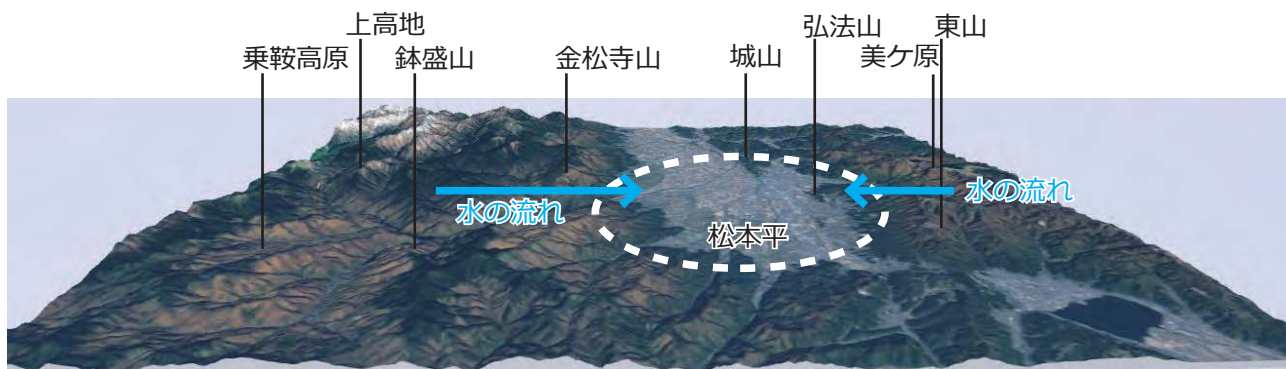 上高地
弘法山
東山
乗鞍高原
鉢盛山
金松寺山
城山
美ケ原
水の流れ
水の流れ
松本平